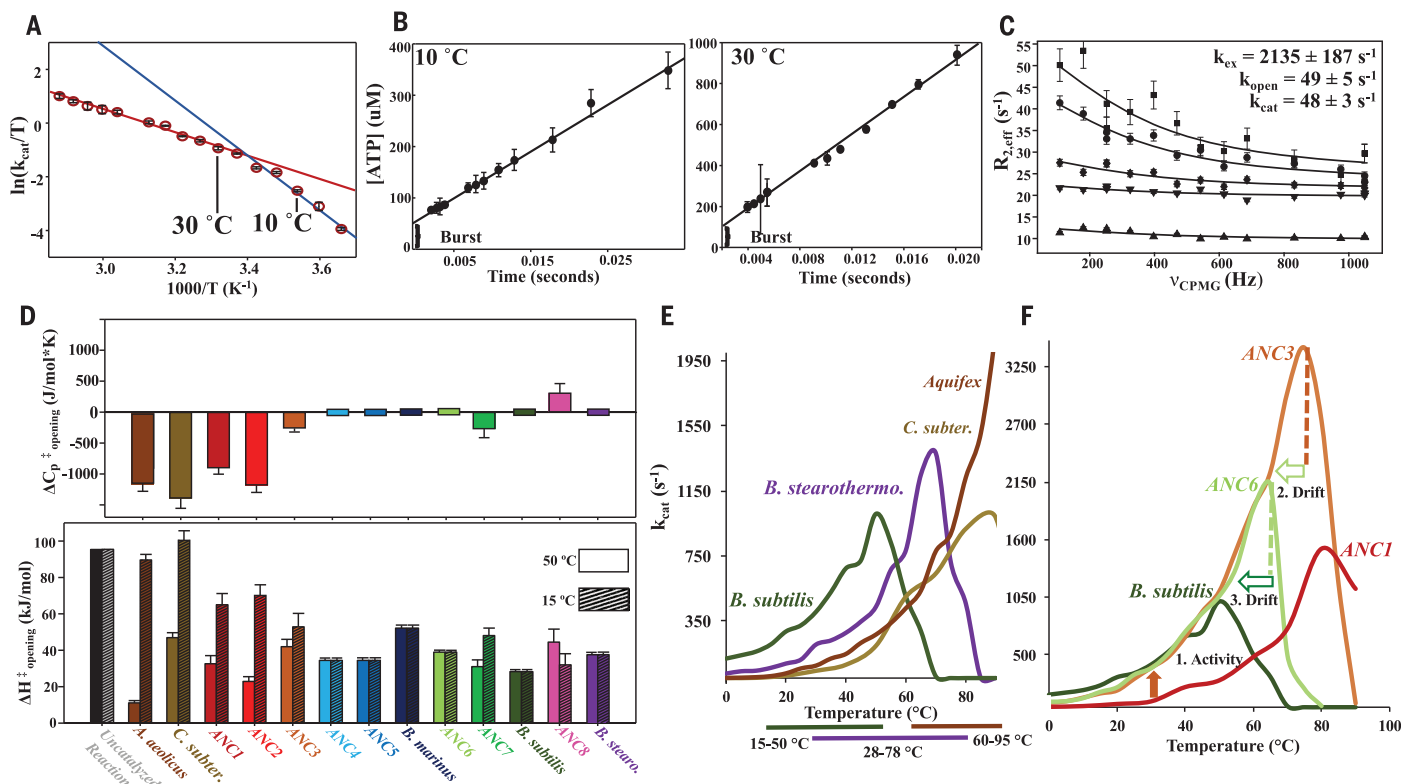 A
ln(kcat/T)
2
0
-2
-4
30 °C
10 °C
3.0
3.2
3.4
3.6
1000/T (K-1)
B
[ATP] (uM)
10 °C
400
300
200
100
0
Burst
0.005
0.015
0.025
Time (seconds)
30 °C
1000
800
600
400
200
0
Burst
0.004
0.012
0.020
Time (seconds)
C
R2,eff (s-1)
55
50
45
40
35
30
25
20
15
10
kex = 2135 ± 187 s-1
kopen = 49 ± 5 s-1
kcat = 48 ± 3 s-1
200
400
600
800
1000
νCPMG (Hz)
D
ΔCp‡opening (J/mol*K)
1000
500
0
-500
-1000
ΔH‡opening (kJ/mol)
100
80
60
40
20
0
50 °C
15 °C
Uncatalyzed
Reaction
A. aeolicus
C. subter.
ANC1
ANC2
ANC3
ANC4
ANC5
B. marinus
ANC6
ANC7
B. subtilis
ANC8
B. stearo.
E
kcat (s-1)
1950
1550
1150
750
350
Aquifex
C. subter.
B. stearothermo.
B. subtilis
0
20
40
60
80
Temperature (°C)
15-50 °C
28-78 °C
60-95 °C
F
3500
2700
2150
1600
1050
500
ANC3
ANC6
2. Drift
ANC1
B. subtilis
3. Drift
1. Activity
0
20
40
60
80
100
Temperature (°C)